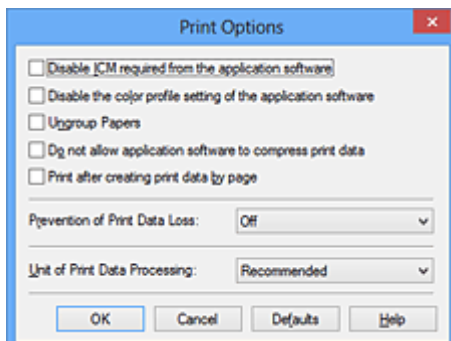 Print Options
Disable ICM required from the application software
Disable the color profile setting of the application software
Ungroup Papers
Do not allow application software to compress print data
Print after creating print data by page
Prevention of Print Data Loss: Off
Unit of Print Data Processing: Recommended
OK Cancel Defaults Help